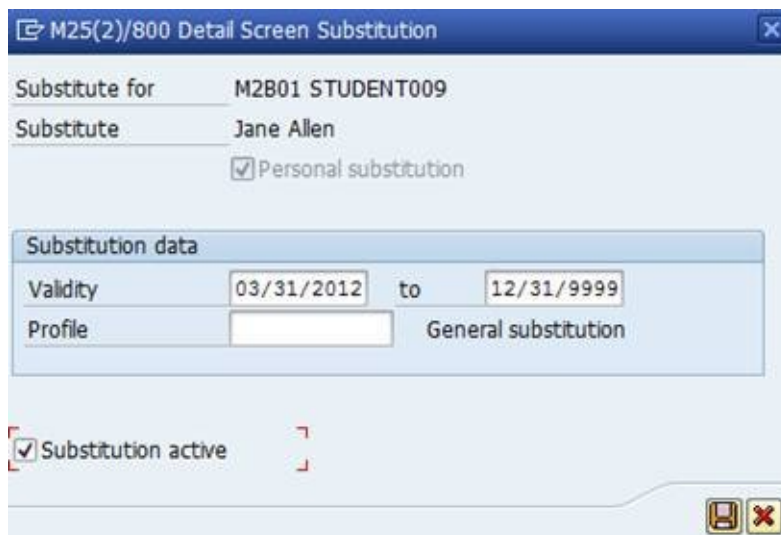 M25(2)/800 Detail Screen Substitution
Substitute for M2B01 STUDENT009
Substitute Jane Allen
Personal substitution
Substitution data
Validity 03/31/2012 to 12/31/9999
Profile General substitution
Substitution active